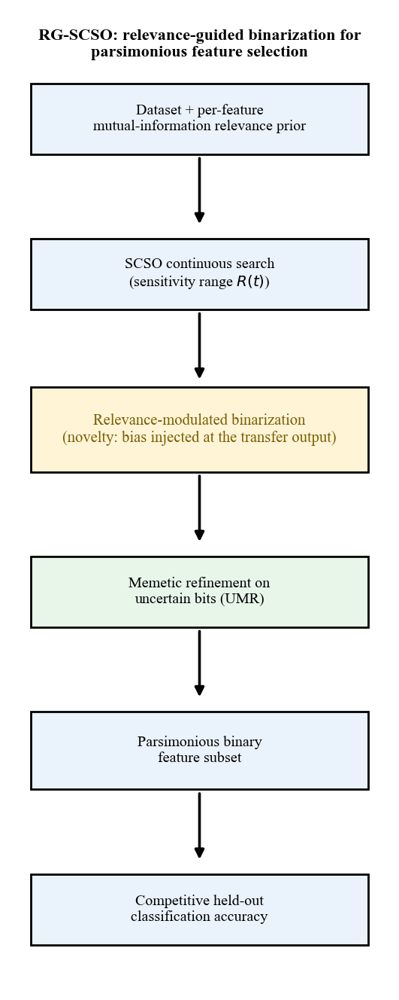 RG-SCSO: relevance-guided binarization for
parsimonious feature selection
Dataset + per-feature
mutual-information relevance prior
SCSO continuous search
(sensitivity range R(t))
Relevance-modulated binarization
(novelty: bias injected at the transfer output)
Memetic refinement on
uncertain bits (UMR)
Parsimonious binary
feature subset
Competitive held-out
classification accuracy